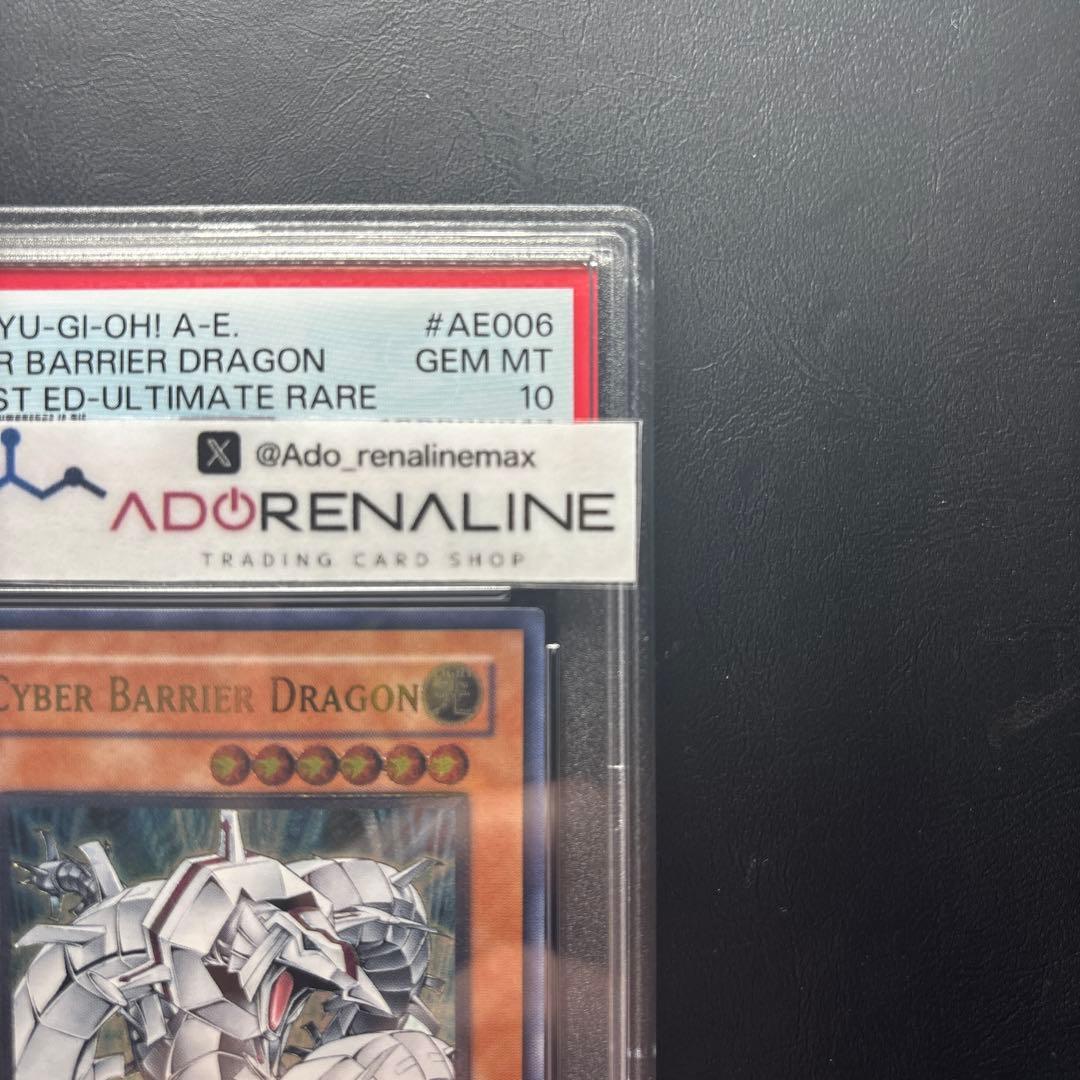 YU-GI-OH! A-E. #AE006
R BARRIER DRAGON GEM MT
ST ED-ULTIMATE RARE 10
@Ado_renalinemax
ADORENALINE
TRADING CARD SHOP
CYBER BARRIER DRAGON
光